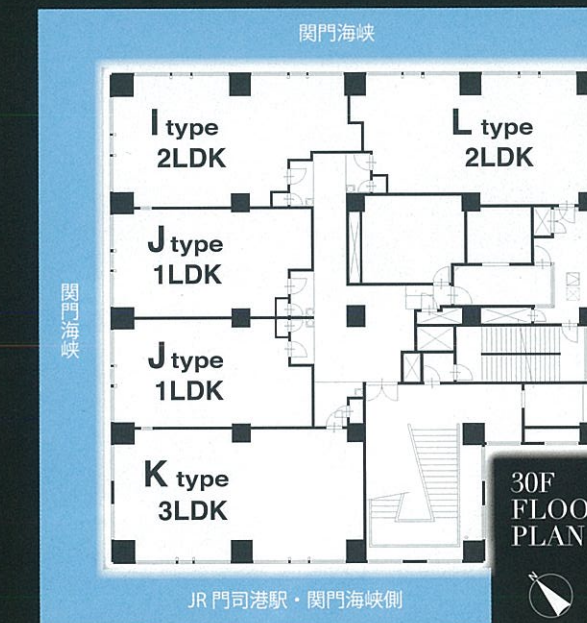 関門海峡
I type
2LDK
L type
2LDK
J type
1LDK
関門海峡
J type
1LDK
K type
3LDK
30F
FLOO
PLAN
JR 門司港駅・関門海峡側